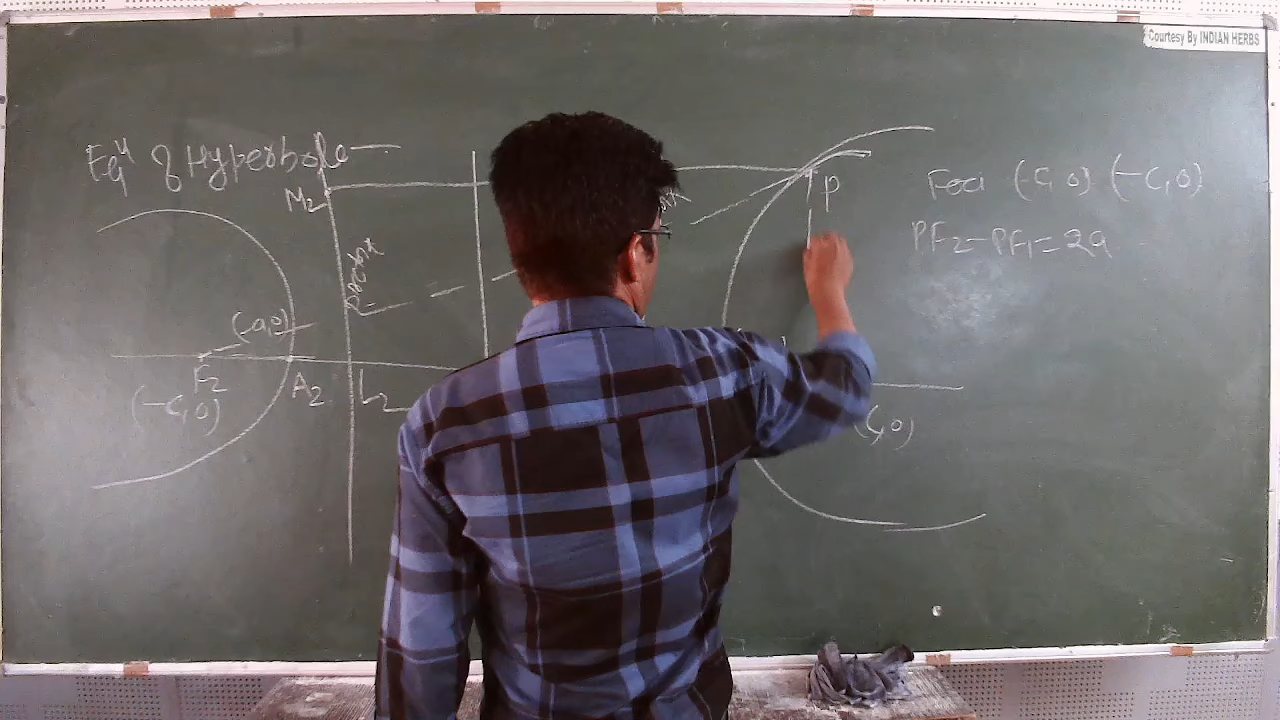 Courtesy By INDIAN HERBS
Eqⁿ of Hyperbola
M₂
P
Foci (c, 0) (-c, 0)
PF₂ - PF₁ = 2a
(-a, 0)
F₂
A₂
L₂
(-c, 0)
(c, 0)